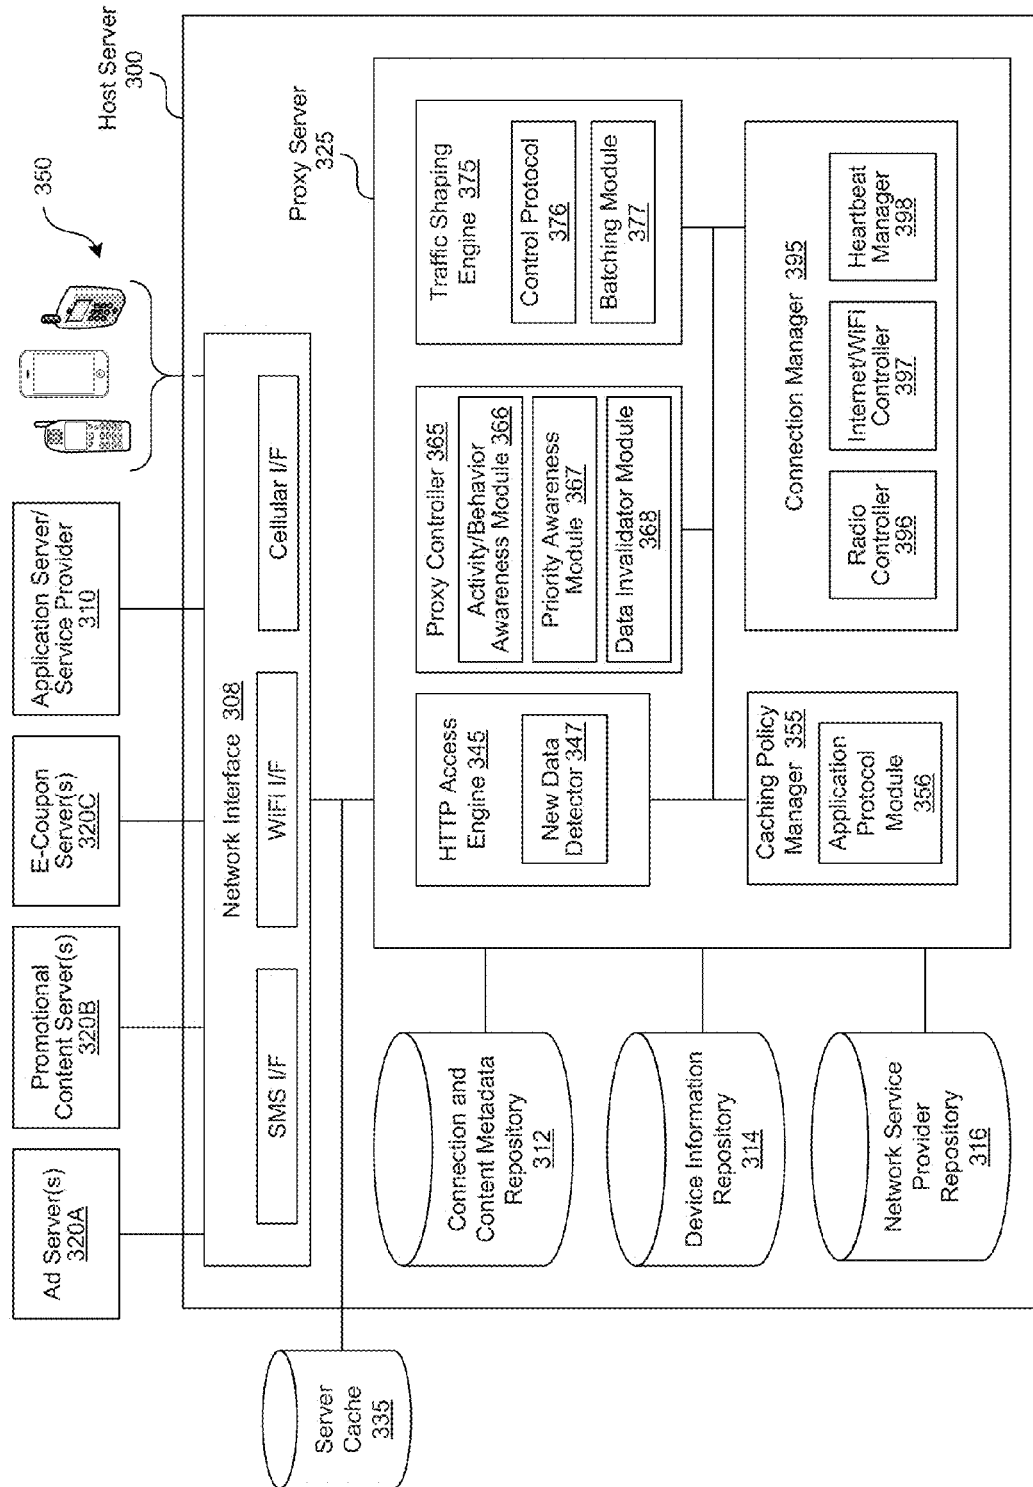 Ad Server(s)
320A
Promotional
Content Server(s)
320B
E-Coupon
Server(s)
320C
Application Server/
Service Provider
310
350
Host Server
300
Network Interface 308
SMS I/F
WiFi I/F
Cellular I/F
Server
Cache
335
Proxy Server
325
Connection and
Content Metadata
Repository
312
Device Information
Repository
314
Network Service
Provider
Repository
316
HTTP Access
Engine 345
New Data
Detector 347
Proxy Controller 365
Activity/Behavior
Awareness Module 366
Priority Awareness
Module 367
Data Invalidator Module
368
Traffic Shaping
Engine 375
Control Protocol
376
Batching Module
377
Caching Policy
Manager 355
Application
Protocol
Module
356
Connection Manager 395
Radio
Controller
396
Internet/WiFi
Controller
397
Heartbeat
Manager
398